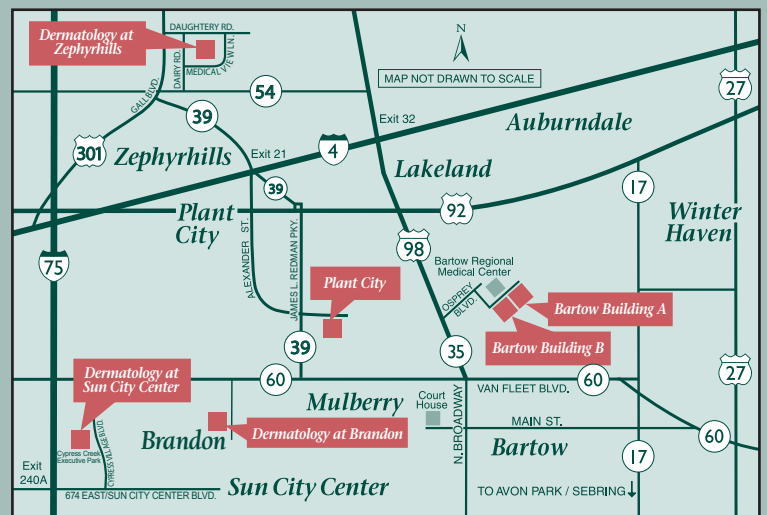 DAUGHTERY RD.
Dermatology at
Zephyrhills
DAIRY RD.
MEDICAL
VIEW LN.
N
MAP NOT DRAWN TO SCALE
27
GALL BLVD.
54
39
Exit 32
Auburndale
301
Zephyrhills
Exit 21
4
Lakeland
39
17
Plant
City
92
Winter
Haven
ALEXANDER ST.
JAMES L. REDMAN PKY.
98
75
Bartow Regional
Medical Center
Plant City
OSPREY
BLVD.
Bartow Building A
Bartow Building B
39
35
Dermatology at
Sun City Center
60
VAN FLEET BLVD.
60
27
Mulberry
Court
House
N. BROADWAY
MAIN ST.
Brandon
Dermatology at Brandon
60
Bartow
CYPRESS VILLAGE BLVD.
Cypress Creek
Executive Park
17
Exit
240A
Sun City Center
674 EAST/SUN CITY CENTER BLVD.
TO AVON PARK / SEBRING